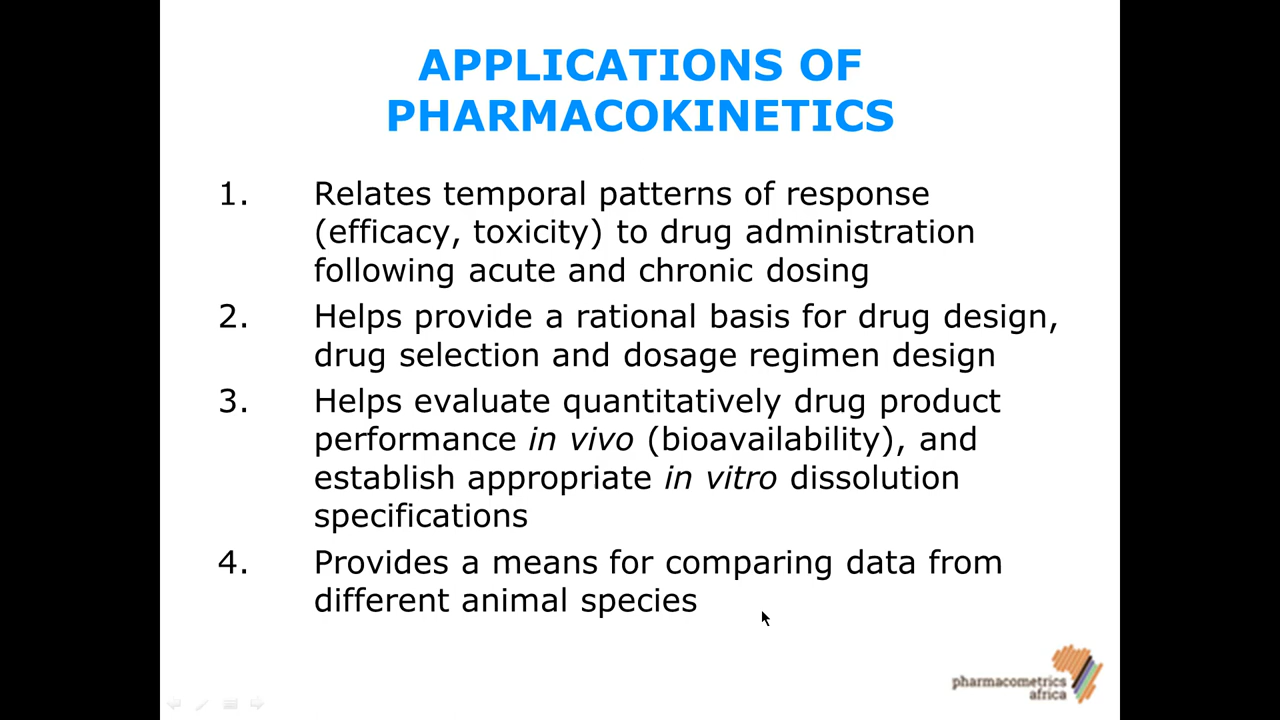 APPLICATIONS OF
PHARMACOKINETICS
1. Relates temporal patterns of response
(efficacy, toxicity) to drug administration
following acute and chronic dosing
2. Helps provide a rational basis for drug design,
drug selection and dosage regimen design
3. Helps evaluate quantitatively drug product
performance in vivo (bioavailability), and
establish appropriate in vitro dissolution
specifications
4. Provides a means for comparing data from
different animal species
pharmacometrics
africa